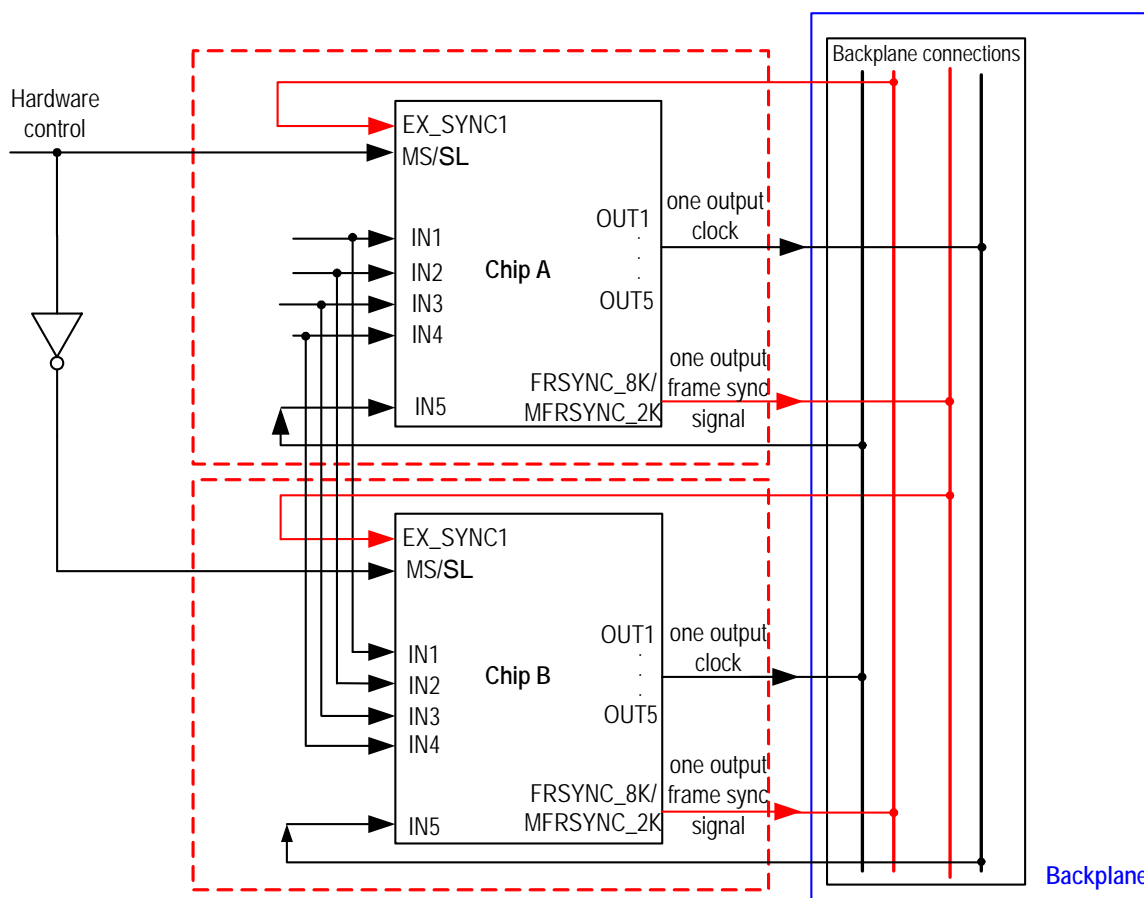 Backplane connections
Hardware
control
EX_SYNC1
MS/SL
IN1
IN2
IN3
IN4
IN5
Chip A
OUT1
.
.
.
OUT5
FRSYNC_8K/
MFRSYNC_2K
one output
clock
one output
frame sync
signal
EX_SYNC1
MS/SL
IN1
IN2
IN3
IN4
IN5
Chip B
OUT1
.
.
.
OUT5
FRSYNC_8K/
MFRSYNC_2K
one output
clock
one output
frame sync
signal
Backplane